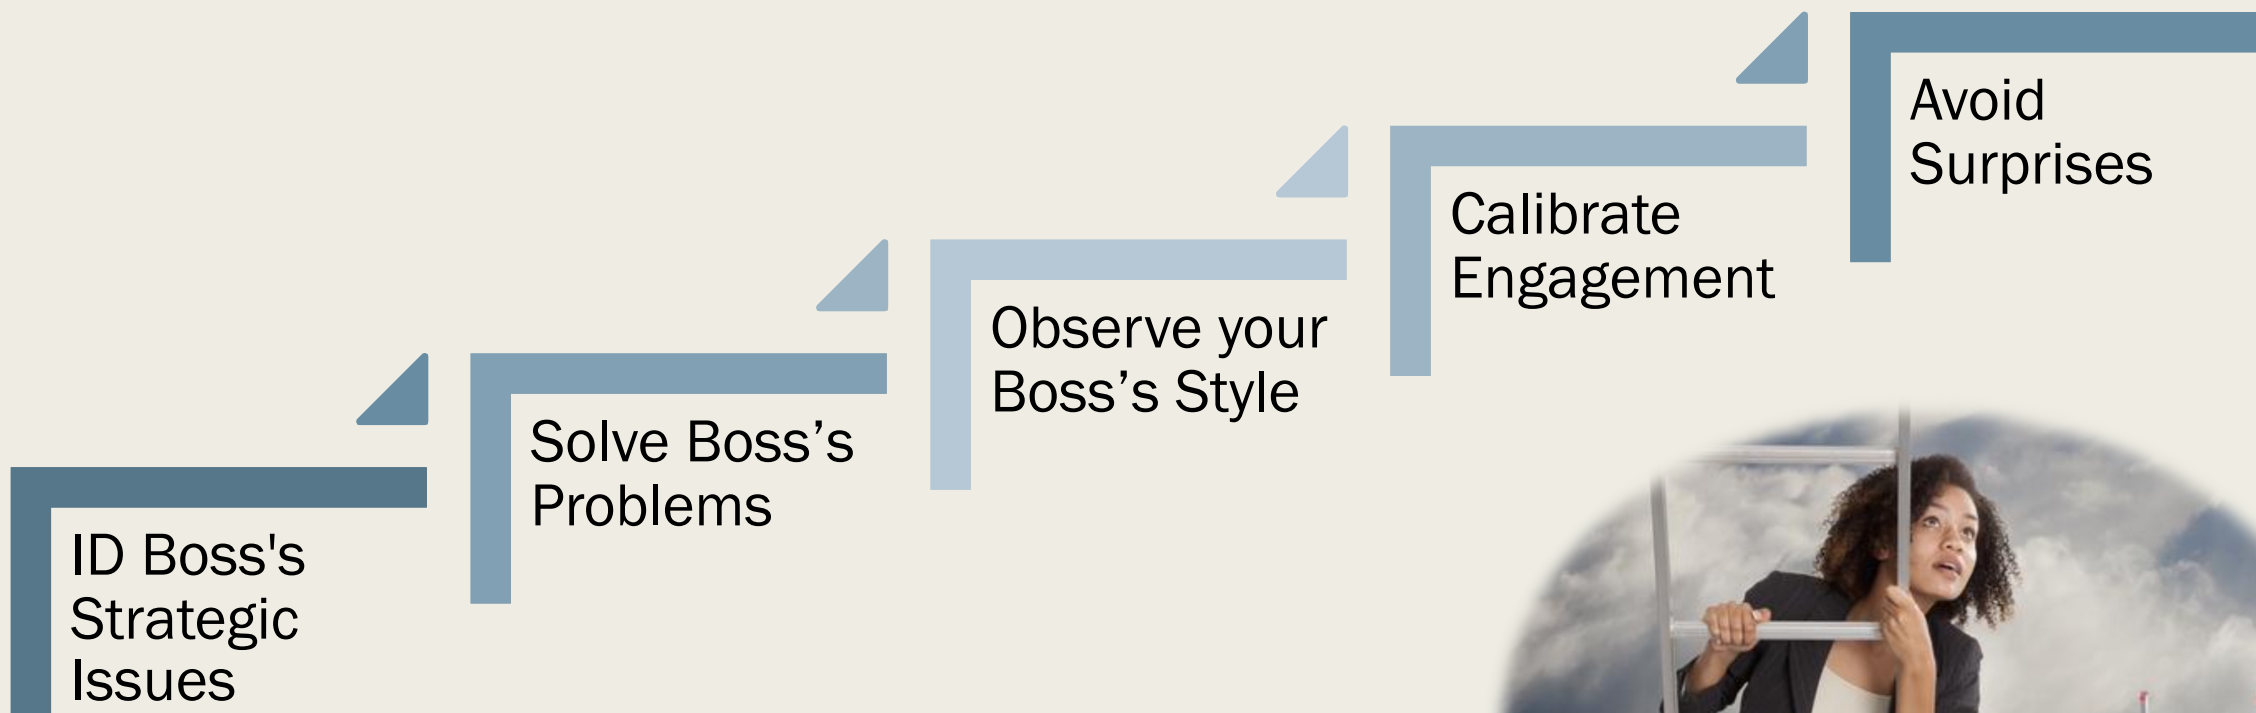 ID Boss's
Strategic
Issues
Solve Boss’s
Problems
Observe your
Boss’s Style
Calibrate
Engagement
Avoid
Surprises